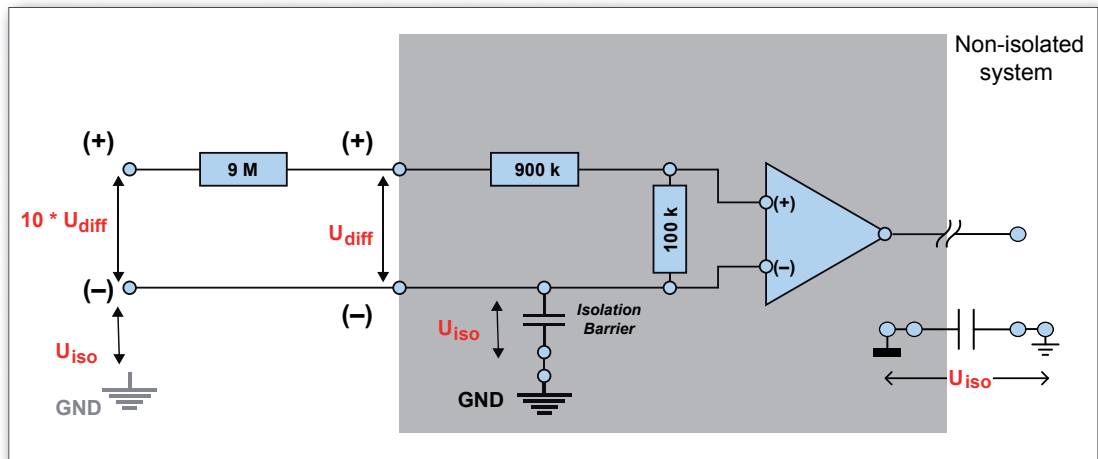 Non-isolated
system
(+)
(+)
9 M
900 k
100 k
(+)
10 * Udiff
Udiff
(–)
(–)
(–)
Uiso
Isolation
Barrier
Uiso
Uiso
GND
GND